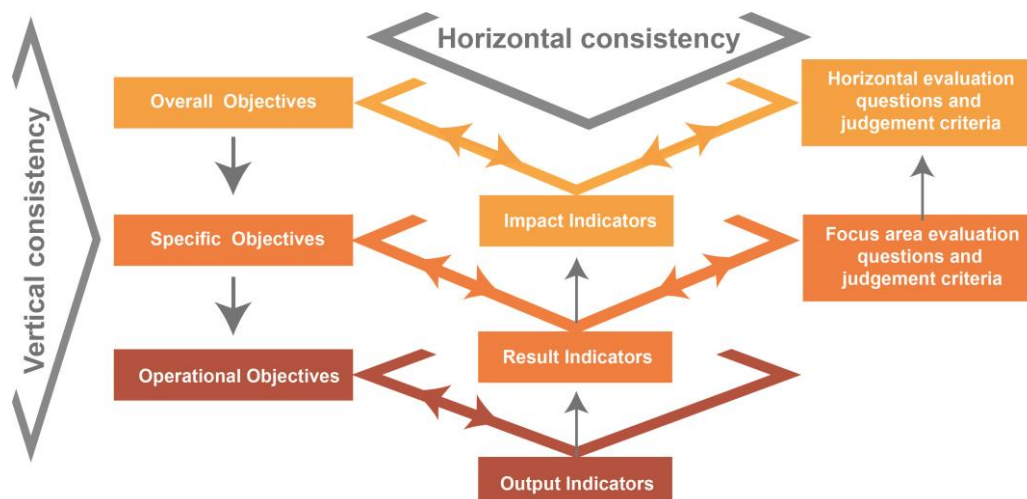 Horizontal consistency
Vertical consistency
Overall Objectives
Horizontal evaluation
questions and
judgement criteria
Impact Indicators
Specific Objectives
Focus area evaluation
questions and
judgement criteria
Result Indicators
Operational Objectives
Output Indicators